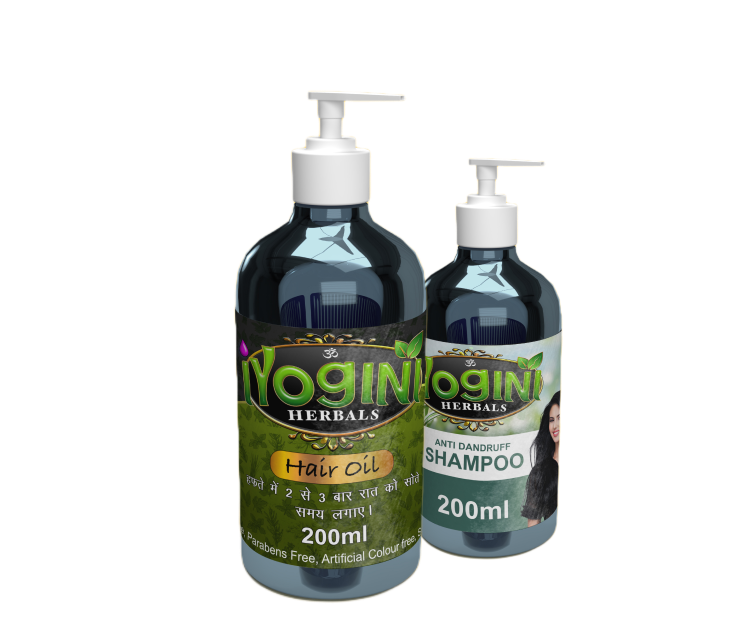 ॐ
iYOGINI
HERBALS
Hair Oil
हफ्ते में 2 से 3 बार रात को सोते
समय लगाए।
200ml
Parabens Free, Artificial Colour free,
ॐ
YOGINI
HERBALS
ANTI DANDRUFF
SHAMPOO
200ml